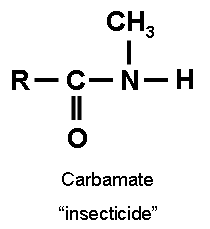 CH3
R—C—N—H
O
Carbamate
“insecticide”